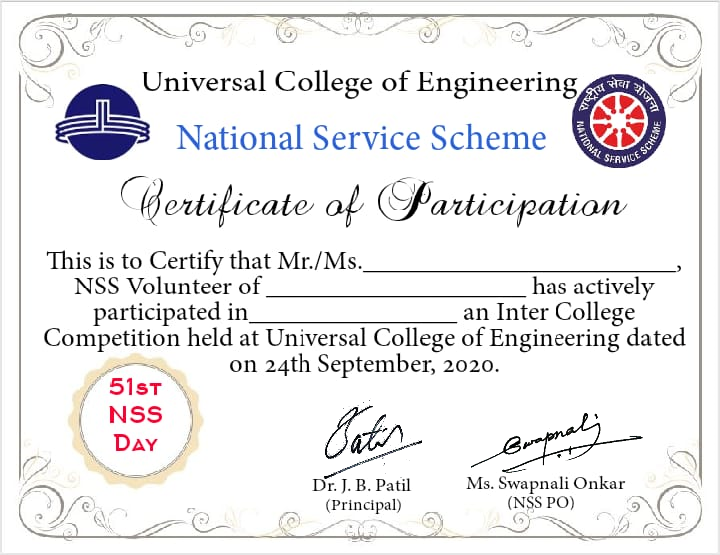 Universal College of Engineering
National Service Scheme
राष्ट्रीय सेवा योजना
NATIONAL SERVICE SCHEME
Certificate of Participation
This is to Certify that Mr./Ms.________________________,
NSS Volunteer of ____________________ has actively
participated in________________ an Inter College
Competition held at Universal College of Engineering dated
on 24th September, 2020.
51ST
NSS
DAY
Patil
Swapnali
Dr. J. B. Patil
(Principal)
Ms. Swapnali Onkar
(NSS PO)